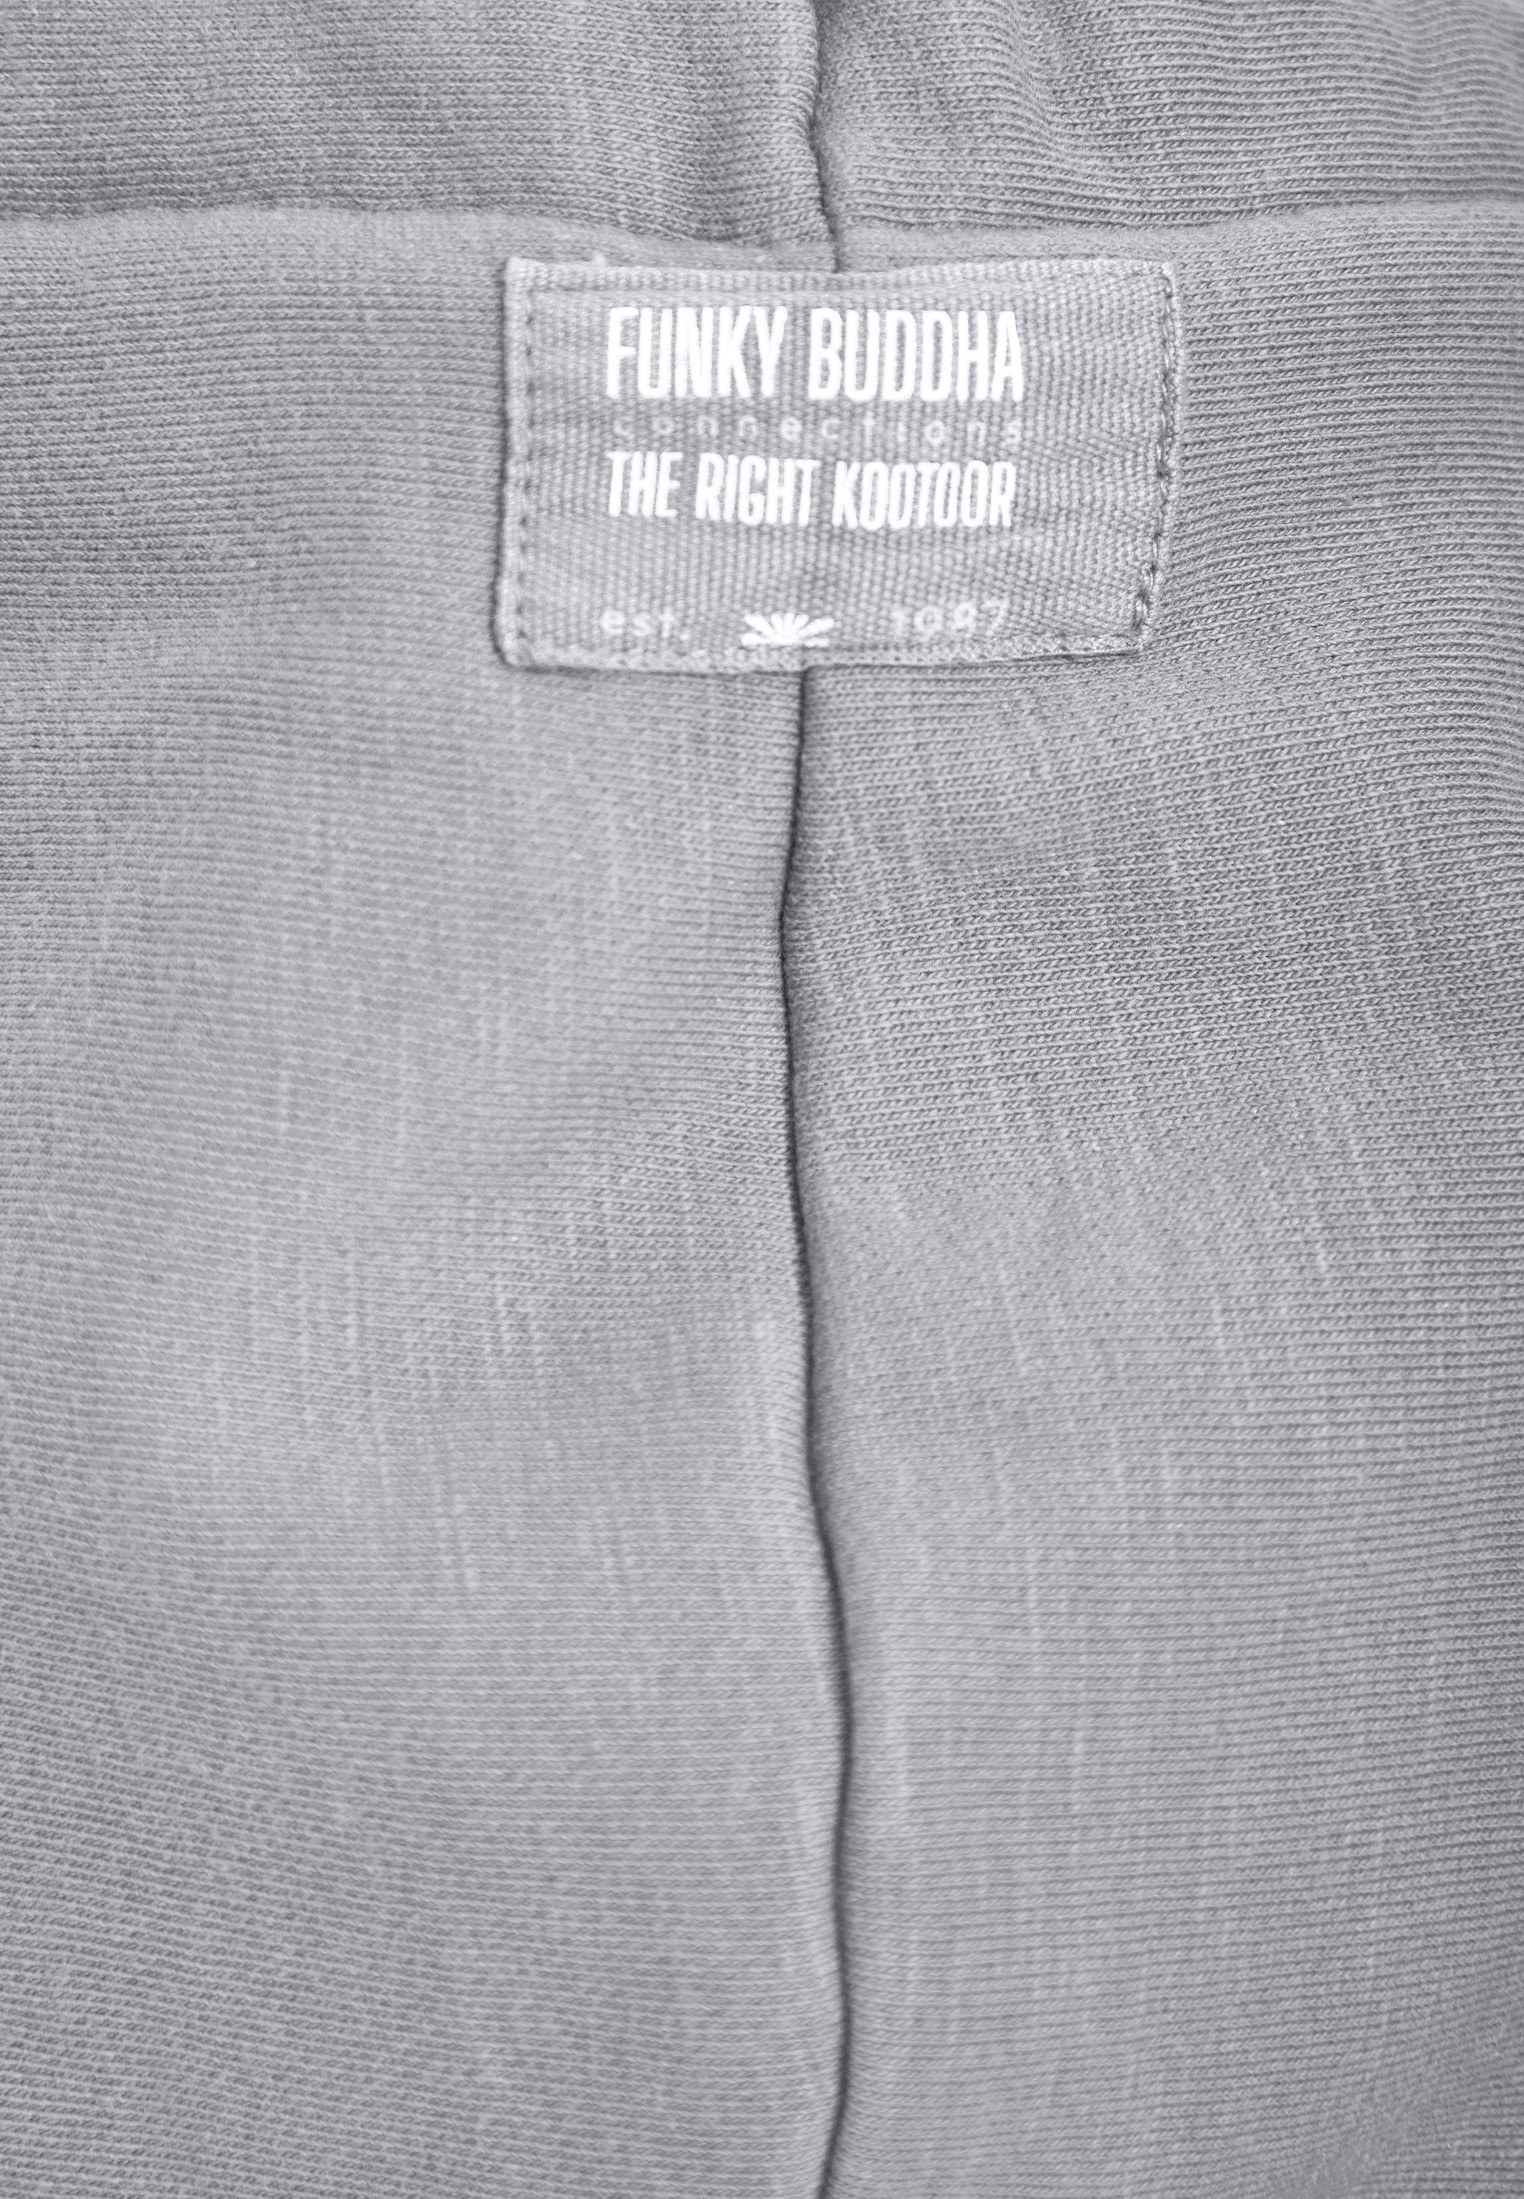 FUNKY BUDDHA
connections
THE RIGHT KOOTOOR
est. 1987